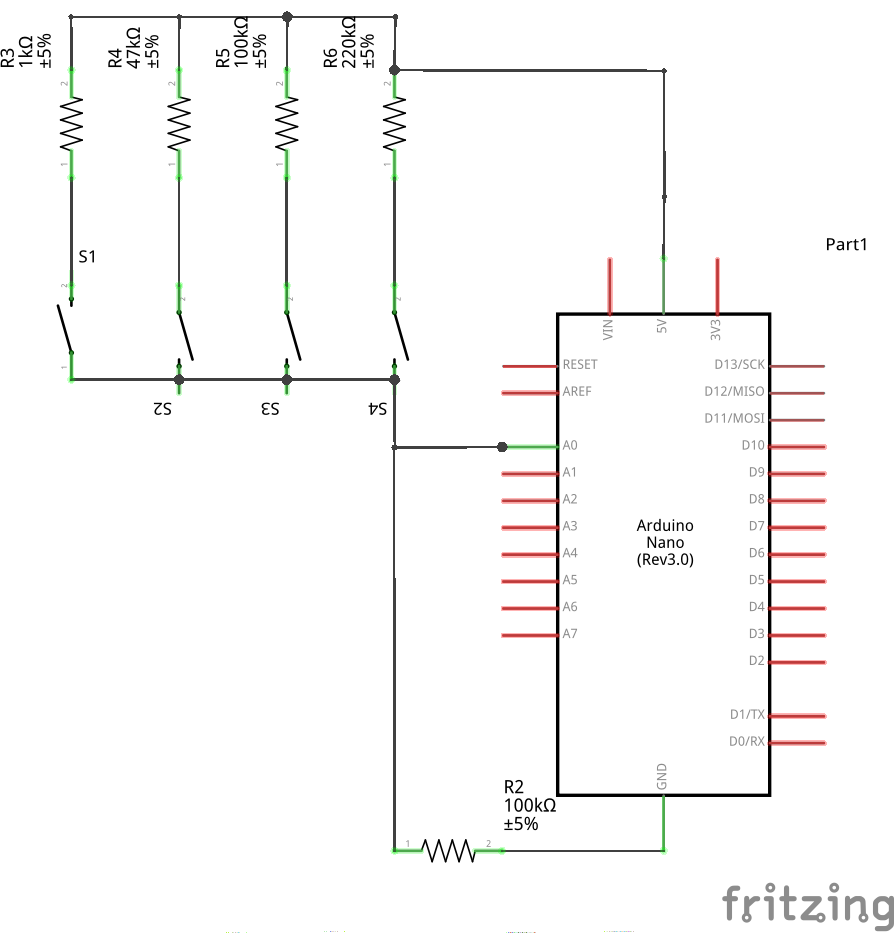 R3
1kΩ
±5%
R4
47kΩ
±5%
R5
100kΩ
±5%
R6
220kΩ
±5%
2
2
2
2
1
1
1
1
S1
2
2
2
2
1
S2
S3
S4
Part1
VIN
5V
3V3
RESET
AREF
A0
A1
A2
A3
A4
A5
A6
A7
D13/SCK
D12/MISO
D11/MOSI
D10
D9
D8
D7
D6
D5
D4
D3
D2
D1/TX
D0/RX
Arduino
Nano
(Rev3.0)
GND
R2
100kΩ
±5%
1
2
fritzing